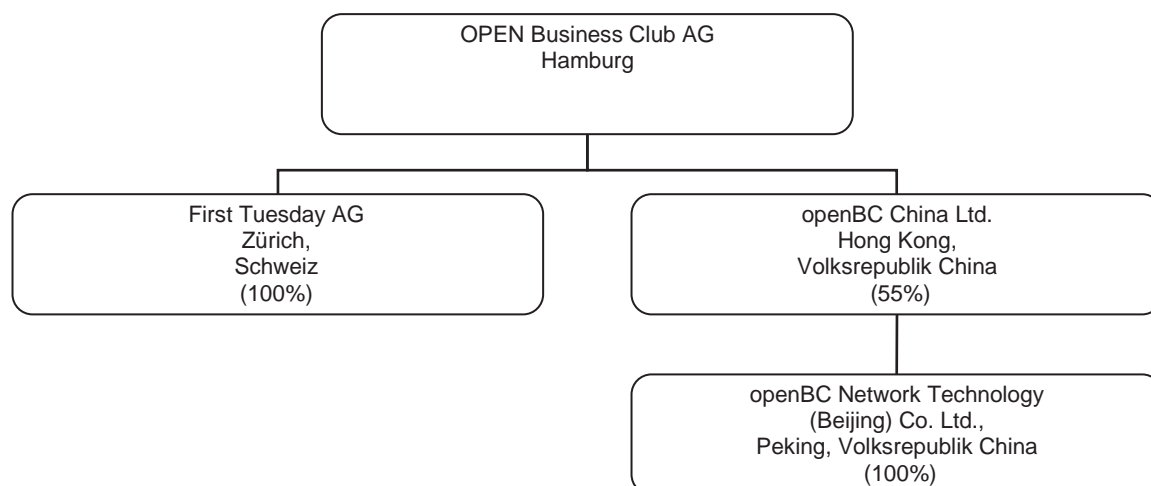 OPEN Business Club AG
Hamburg
First Tuesday AG
Zürich,
Schweiz
(100%)
openBC China Ltd.
Hong Kong,
Volksrepublik China
(55%)
openBC Network Technology
(Beijing) Co. Ltd.,
Peking, Volksrepublik China
(100%)